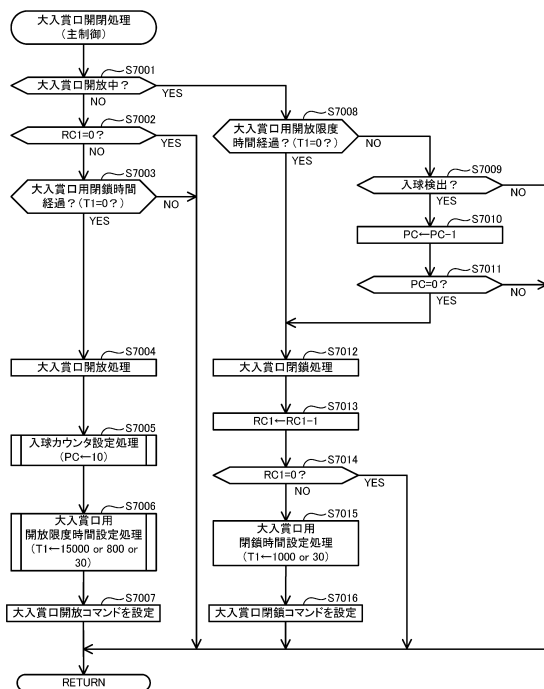 大入賞口開閉処理
(主制御)
S7001
大入賞口開放中？
YES
NO
S7002
RC1=0？
YES
NO
S7003
大入賞口用閉鎖時間
経過？(T1=0？)
NO
YES
S7004
大入賞口開放処理
S7005
入球カウンタ設定処理
(PC←10)
S7006
大入賞口用
開放限度時間設定処理
(T1←15000 or 800 or
30)
S7007
大入賞口開放コマンドを設定
RETURN
S7008
大入賞口用開放限度
時間経過？(T1=0？)
NO
YES
S7009
入球検出？
YES
NO
S7010
PC←PC-1
S7011
PC=0？
NO
YES
S7012
大入賞口閉鎖処理
S7013
RC1←RC1-1
S7014
RC1=0？
YES
NO
S7015
大入賞口用
閉鎖時間設定処理
(T1←1000 or 30)
S7016
大入賞口閉鎖コマンドを設定